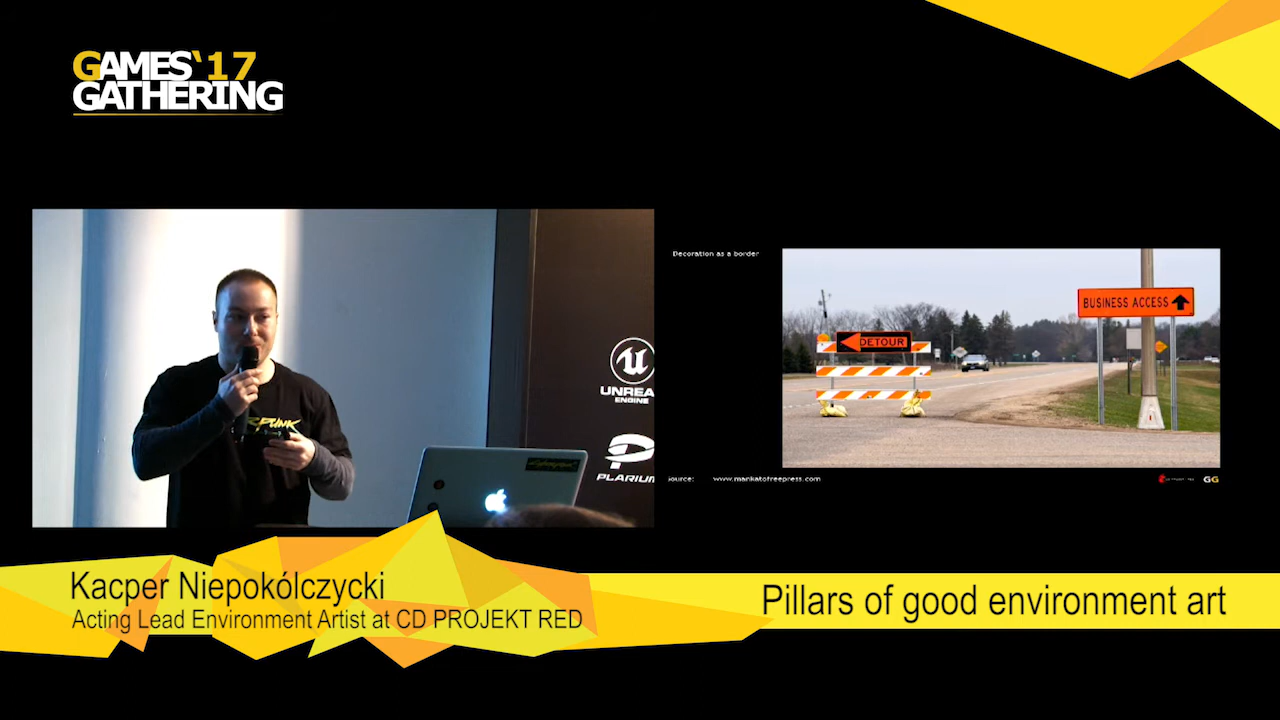 GAMES'17
GATHERING
Decoration as a border
DETOUR
BUSINESS ACCESS
UNREAL
ENGINE
PLARIUM
PUNK
www.mankatofreepress.com
GG
Kacper Niepokólczycki
Acting Lead Environment Artist at CD PROJEKT RED
Pillars of good environment art